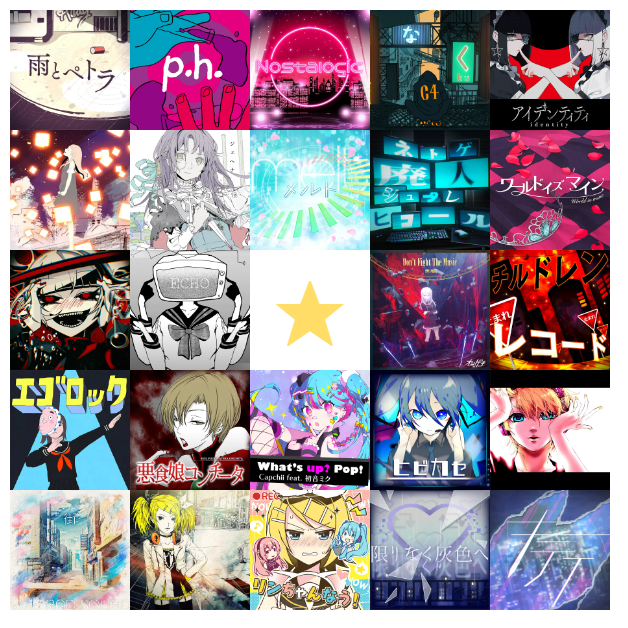 雨とペトラ
p.h.
Nostalogic
な
く
G4
アイデンティティ
identity
メルト
ネトゲ
廃人
シュプレ
ヒコール
ワールドイズマイン
ECHO
Don't Fight The Music
チルドレン
レコード
エゴロック
悪食娘コンチータ
What's up? Pop!
Capchii feat. 初音ミク
ヒビカセ
REC
リンちゃんなう!
限りなく灰色へ